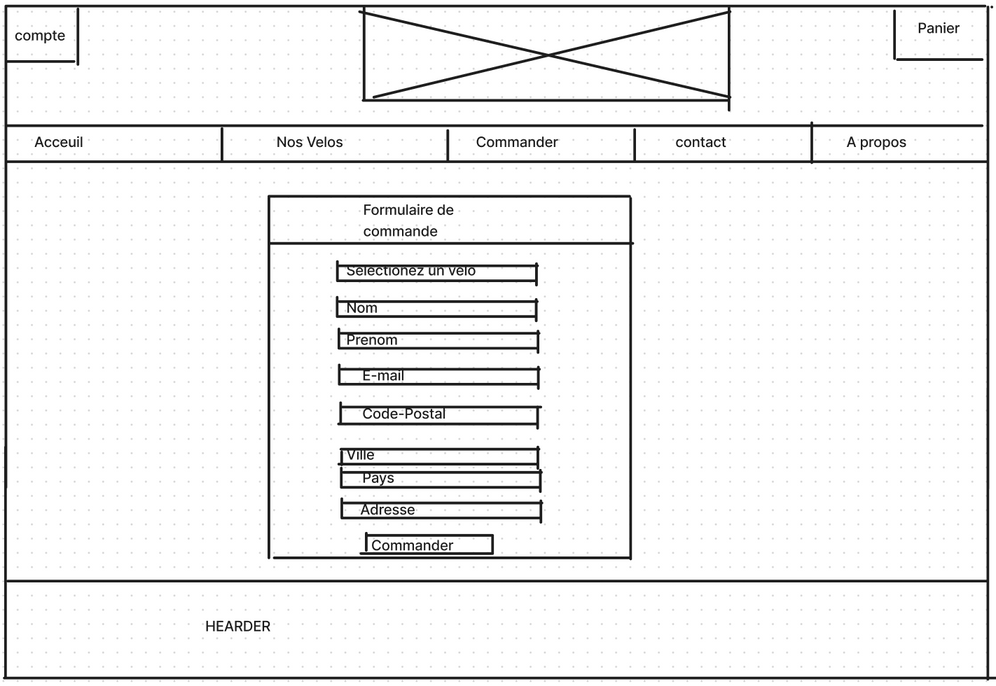 compte
Panier
Acceuil
Nos Velos
Commander
contact
A propos
Formulaire de
commande
Selectionez un velo
Nom
Prenom
E-mail
Code-Postal
Ville
Pays
Adresse
Commander
HEARDER